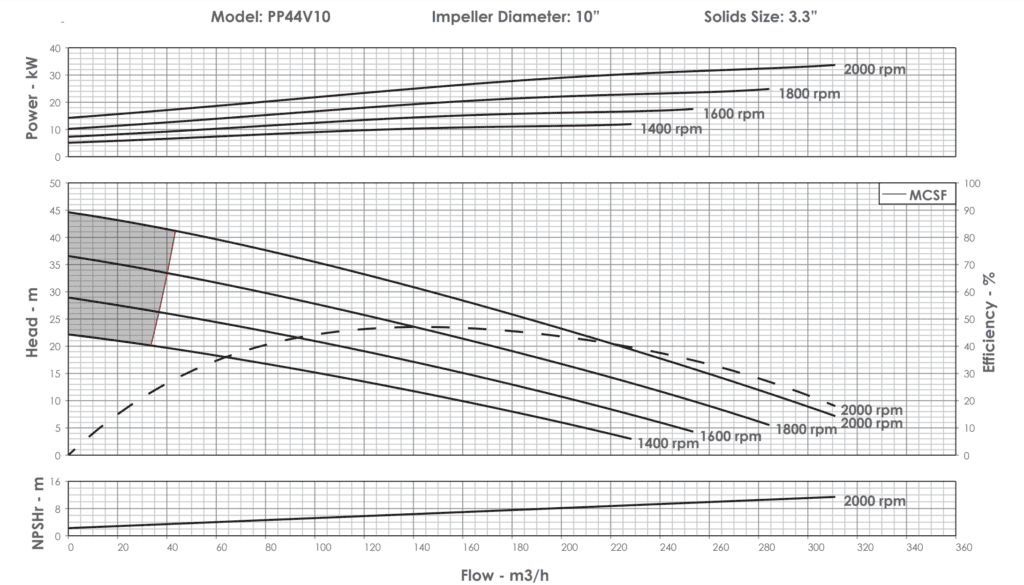 Model: PP44V10 Impeller Diameter: 10” Solids Size: 3.3”
Power - kW
40
30
20
10
0
2000 rpm
1800 rpm
1600 rpm
1400 rpm
Head - m
50
45
40
35
30
25
20
15
10
5
0
MCSF
100
90
80
70
60
50
40
30
20
10
0
Efficiency - %
2000 rpm
2000 rpm
1800 rpm
1600 rpm
1400 rpm
NPSHr - m
16
8
0
2000 rpm
0 20 40 60 80 100 120 140 160 180 200 220 260 280 300 310 320 340 360
Flow - m3/h